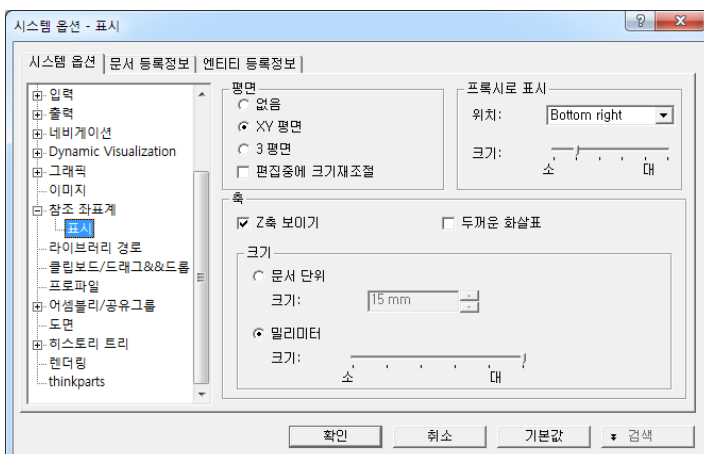 시스템 옵션 - 표시
시스템 옵션 문서 등록정보 엔티티 등록정보
입력
출력
네비게이션
Dynamic Visualization
그래픽
이미지
참조 좌표계
표시
라이브러리 경로
클립보드/드래그&&드롭
프로파일
어셈블리/공유그룹
도면
히스토리 트리
렌더링
thinkparts
평면
없음
XY 평면
3 평면
편집중에 크기재조절
프록시로 표시
위치: Bottom right
크기:
소 대
축
Z축 보이기 두꺼운 화살표
크기
문서 단위
크기: 15 mm
밀리미터
크기:
소 대
확인 취소 기본값 검색